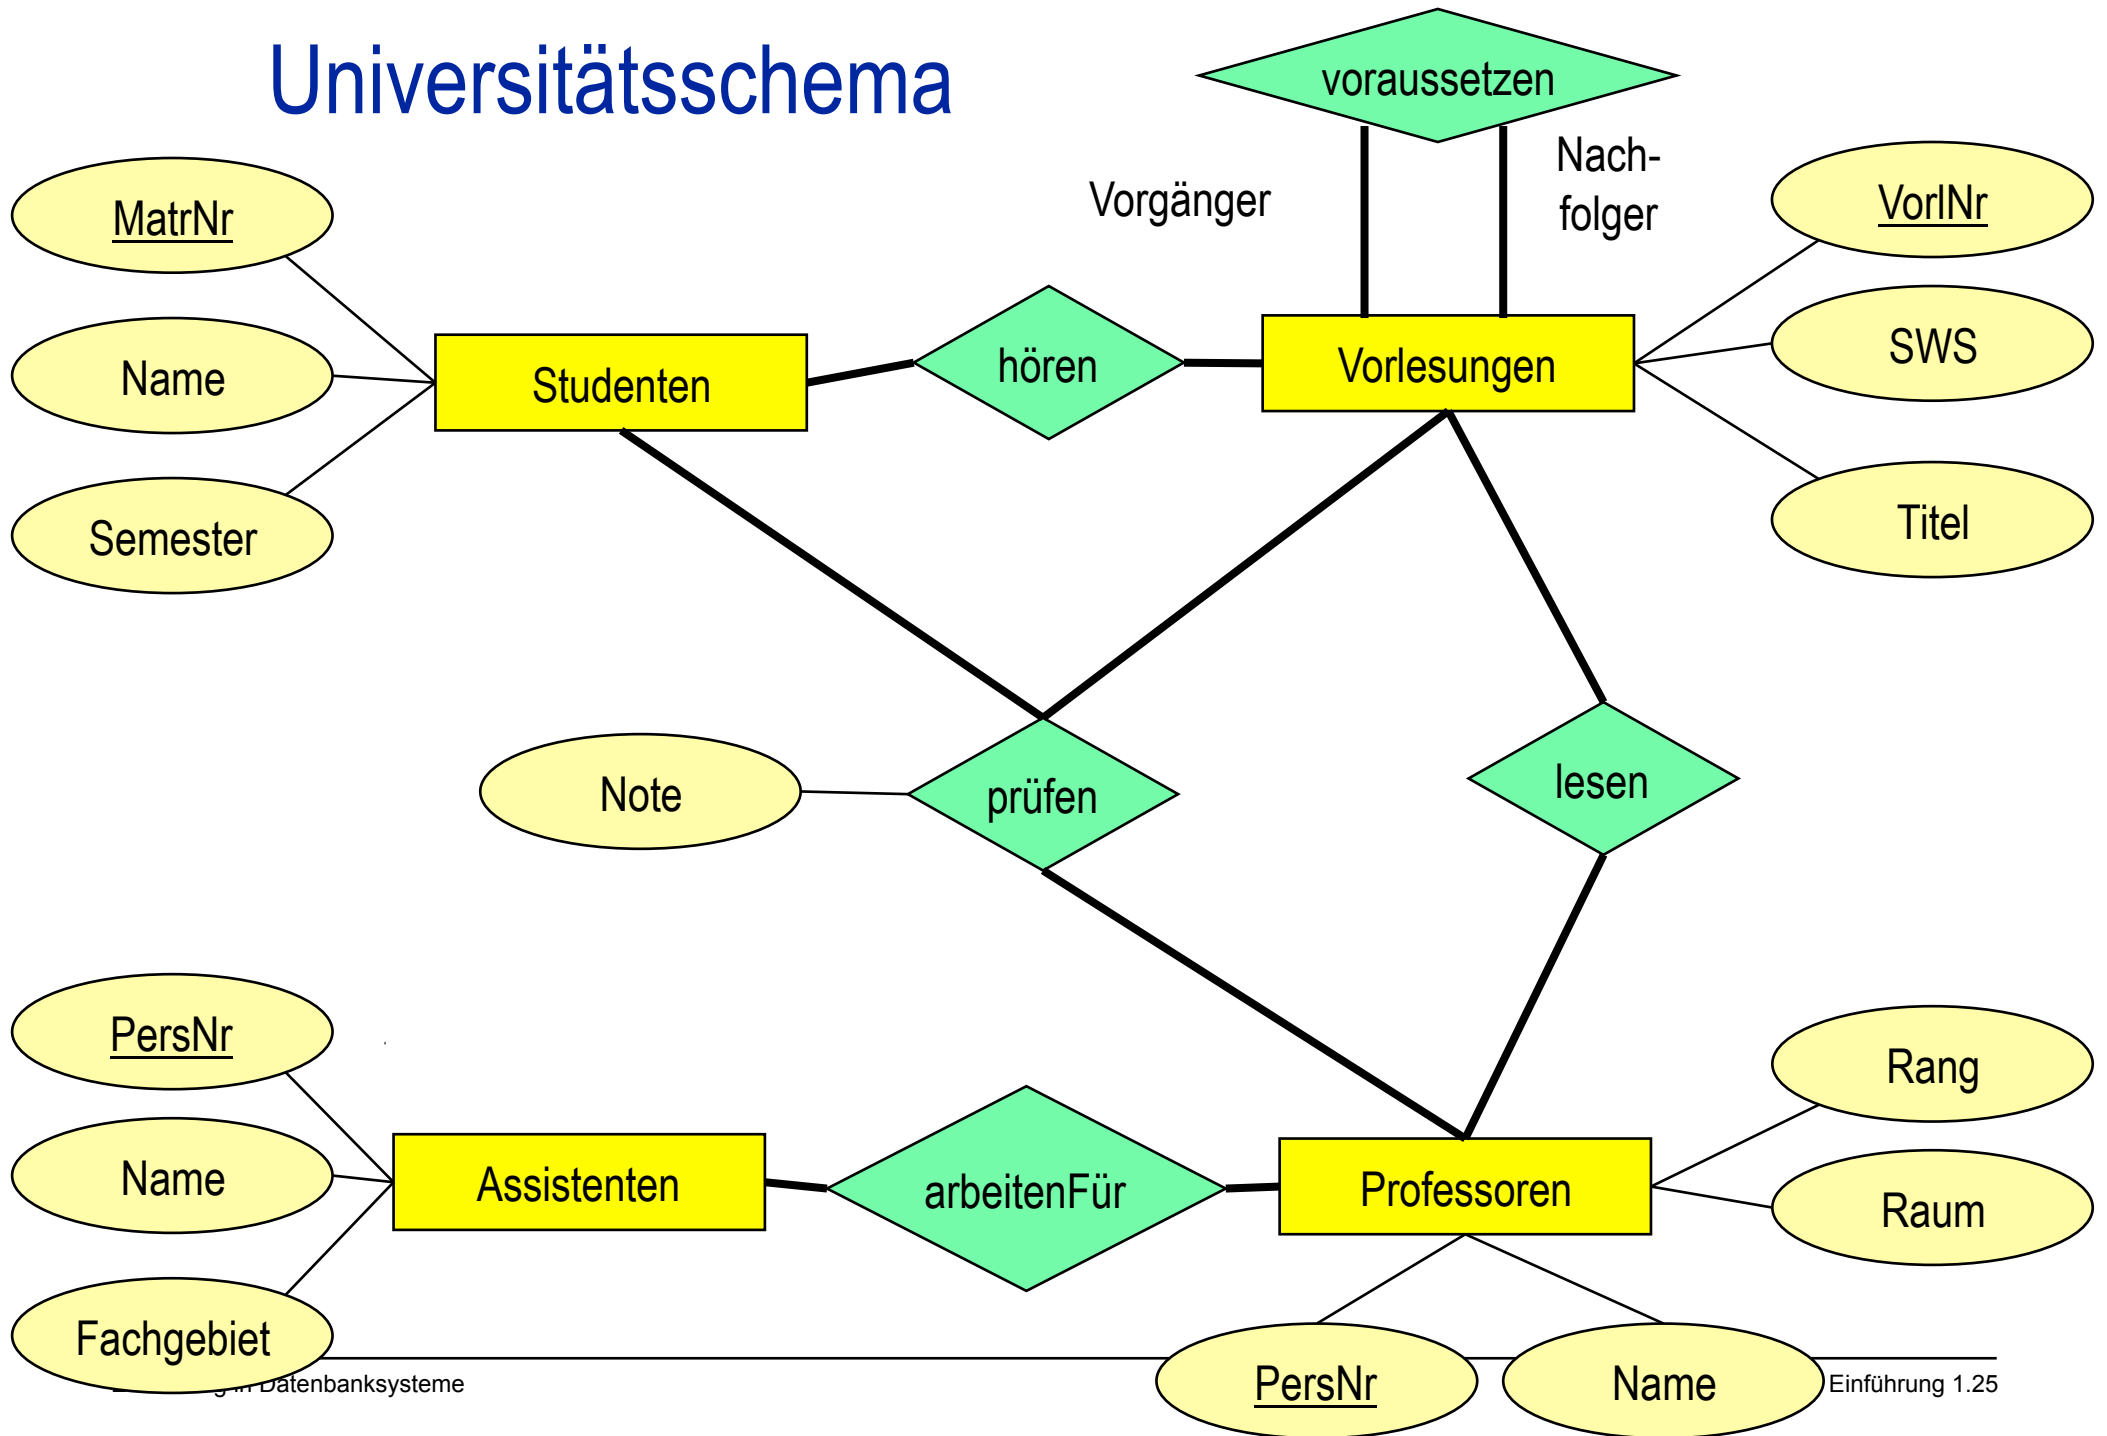 Universitätsschema
voraussetzen
Vorgänger
Nach-
folger
MatrNr
VorlNr
Name
Studenten
hören
Vorlesungen
SWS
Semester
Titel
Note
prüfen
lesen
PersNr
Rang
Name
Assistenten
arbeitenFür
Professoren
Raum
Fachgebiet
PersNr
Name
Datenbanksysteme
Einführung 1.25